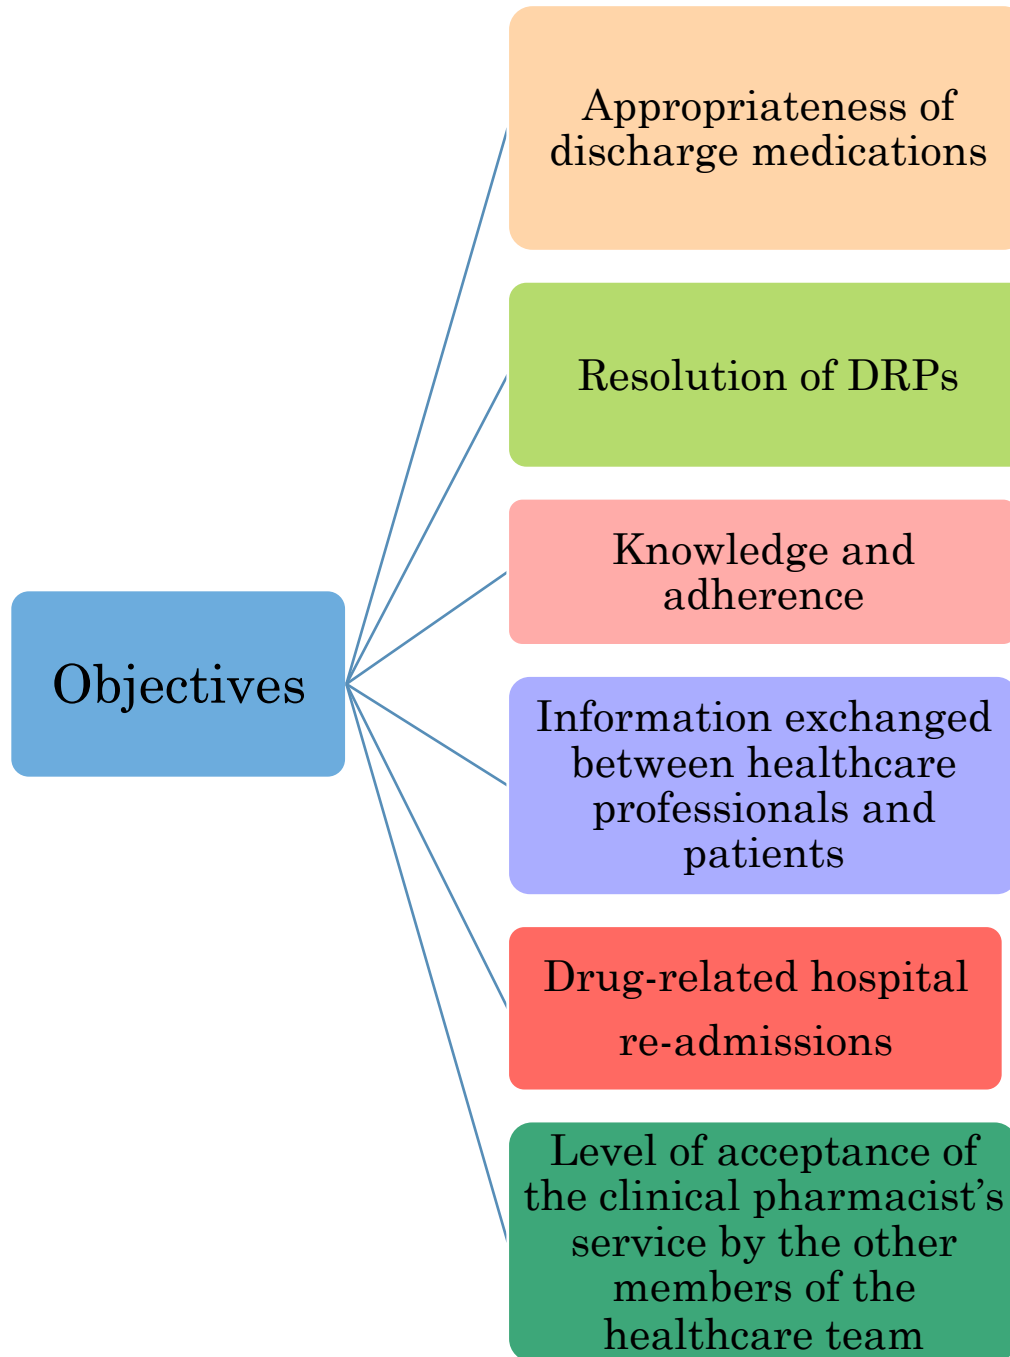 Appropriateness of
discharge medications
Resolution of DRPs
Knowledge and
adherence
Objectives
Information exchanged
between healthcare
professionals and
patients
Drug-related hospital
re-admissions
Level of acceptance of
the clinical pharmacist’s
service by the other
members of the
healthcare team